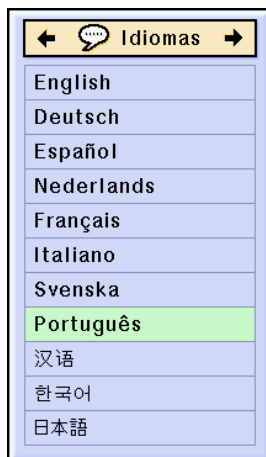 Idiomas
English
Deutsch
Español
Nederlands
Français
Italiano
Svenska
Português
汉语
한국어
日本語